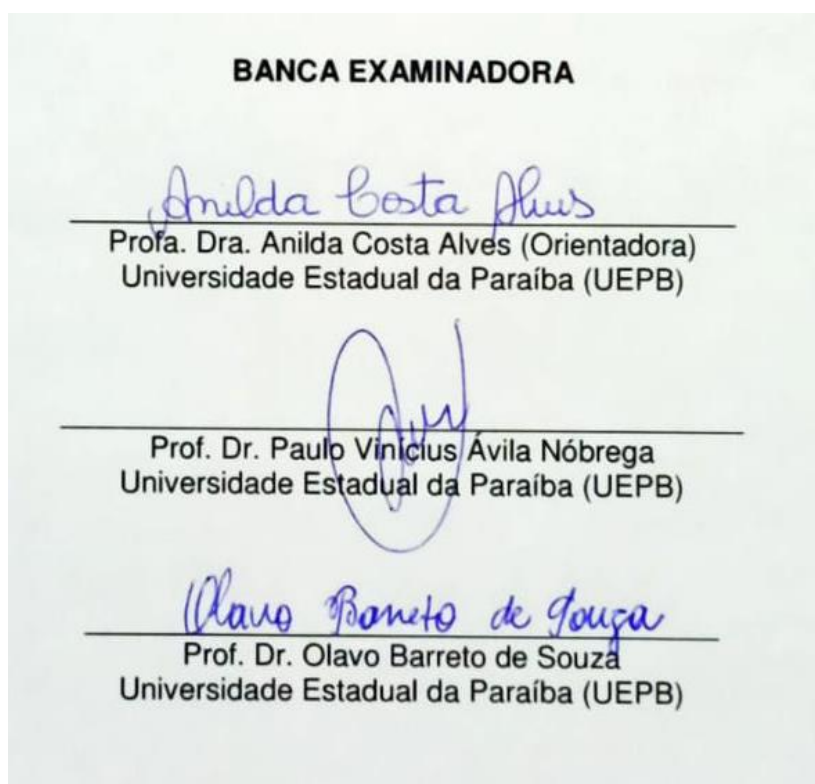 BANCA EXAMINADORA
Anilda Costa Alves
Profa. Dra. Anilda Costa Alves (Orientadora)
Universidade Estadual da Paraíba (UEPB)
Prof. Dr. Paulo Vinícius Ávila Nóbrega
Universidade Estadual da Paraíba (UEPB)
Olavo Barreto de Souza
Prof. Dr. Olavo Barreto de Souza
Universidade Estadual da Paraíba (UEPB)